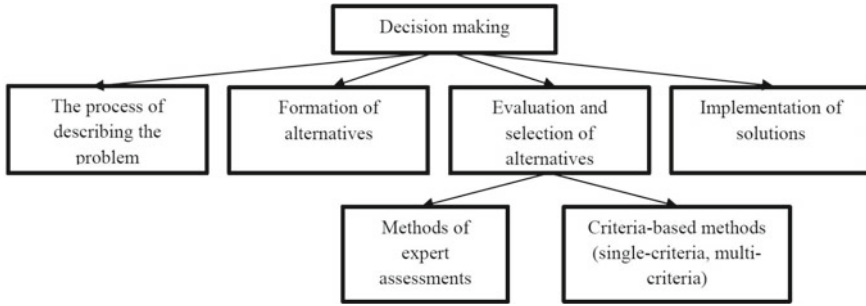 Decision making
The process of
describing the
problem
Formation of
alternatives
Evaluation and
selection of
alternatives
Implementation of
solutions
Methods of
expert
assessments
Criteria-based methods
(single-criteria, multi-
criteria)